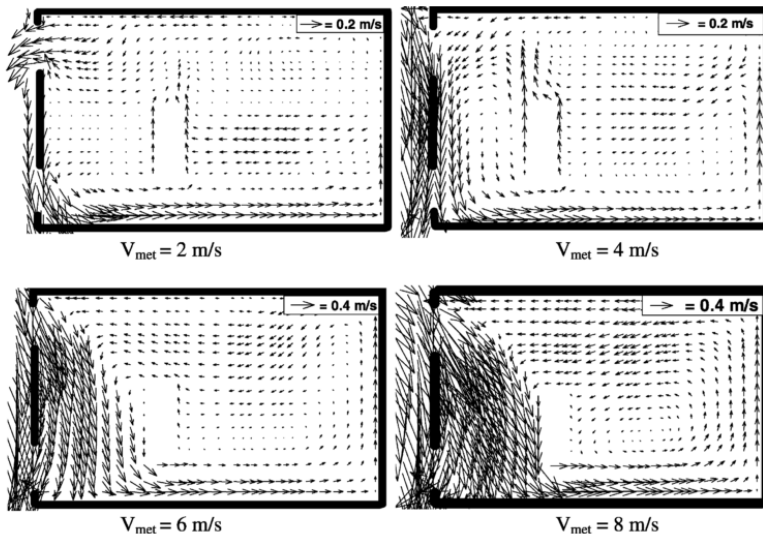 = 0.2 m/s
= 0.2 m/s
V_met = 2 m/s
V_met = 4 m/s
= 0.4 m/s
= 0.4 m/s
V_met = 6 m/s
V_met = 8 m/s